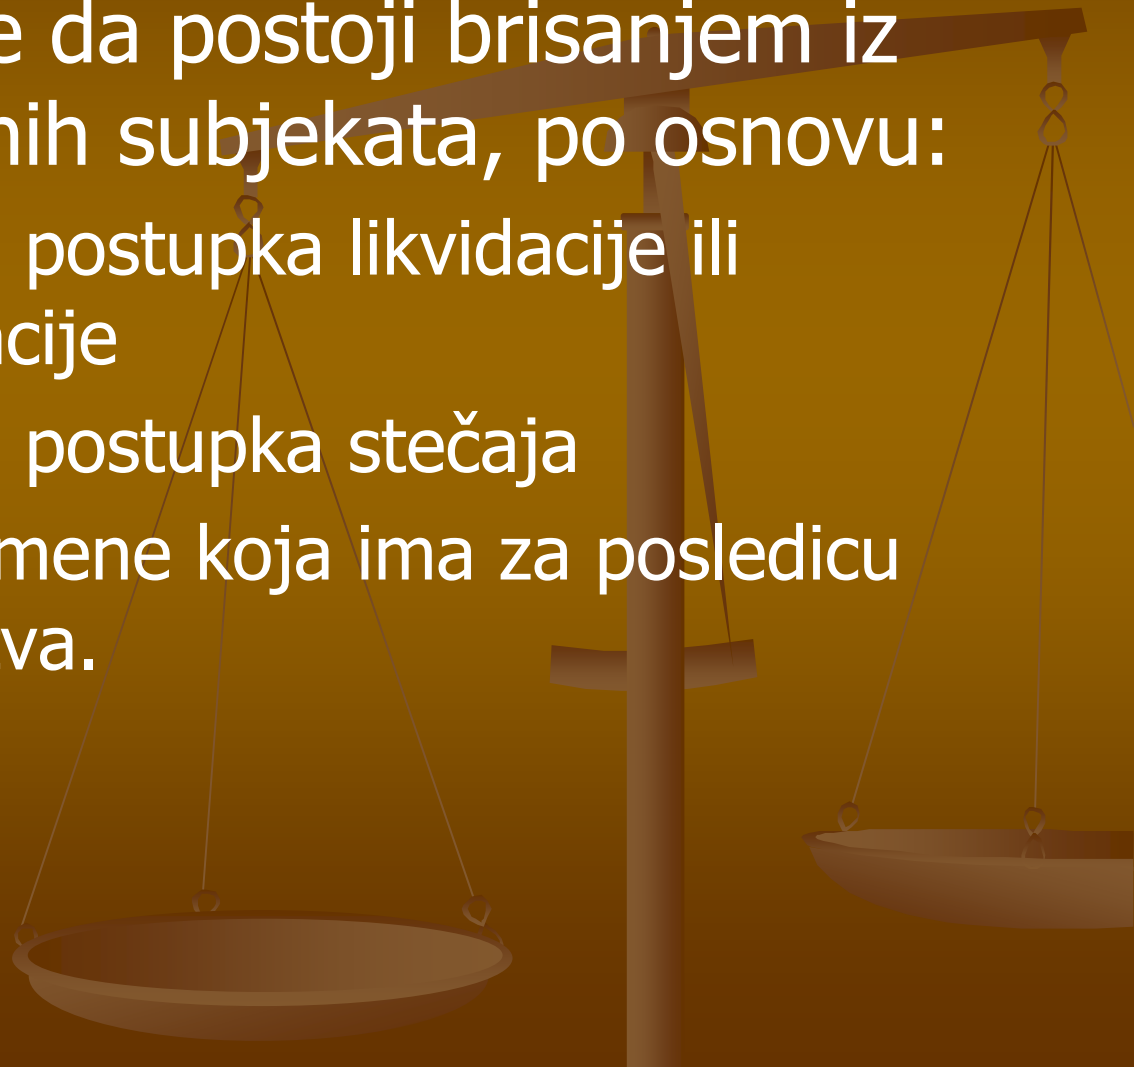 e da postoji brisanjem iz
nih subjekata, po osnovu:
postupka likvidacije ili
cije
postupka stečaja
mene koja ima za posledicu
va.